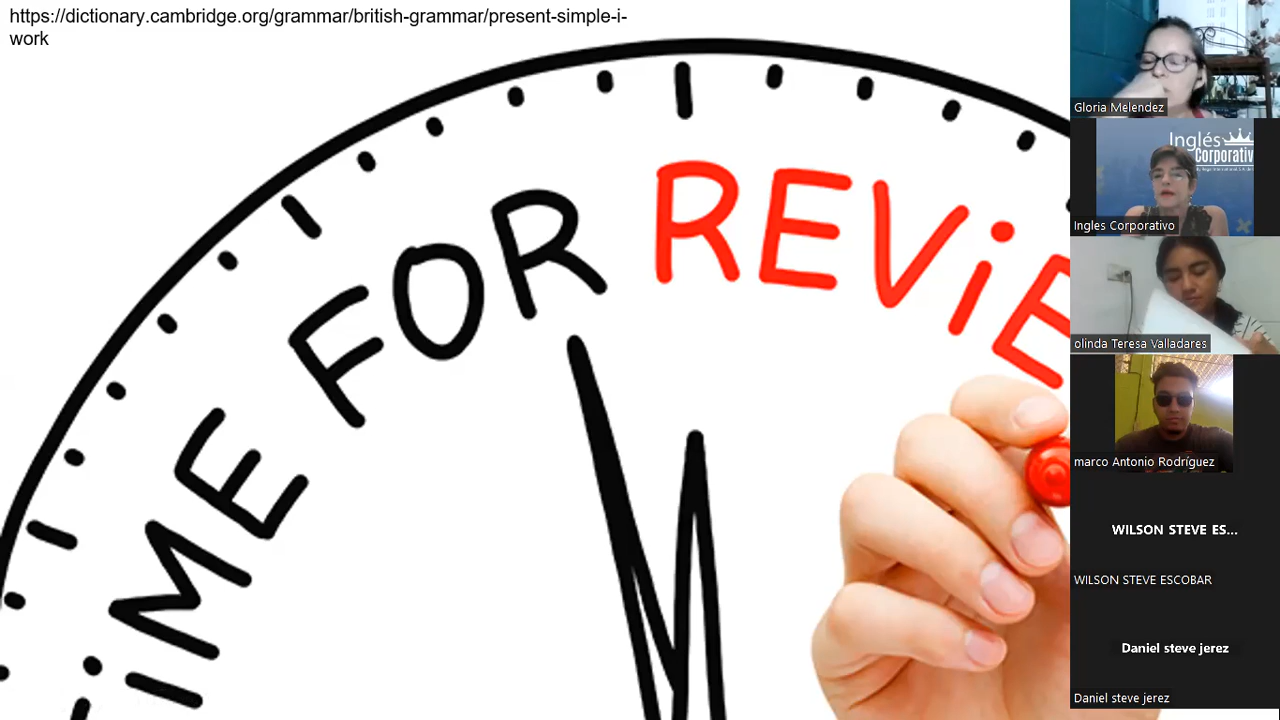 https://dictionary.cambridge.org/grammar/british-grammar/present-simple-i-
work
TiME FOR REViE
Gloria Melendez
Inglés
Corporativ
Ingles Corporativo
olinda Teresa Valladares
marco Antonio Rodríguez
WILSON STEVE ES...
WILSON STEVE ESCOBAR
Daniel steve jerez
Daniel steve jerez